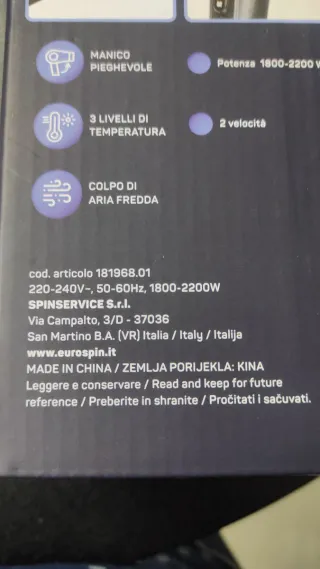 MANICO
PIEGHEVOLE
Potenza 1800-2200 W
3 LIVELLI DI
TEMPERATURA
2 velocità
COLPO DI
ARIA FREDDA
cod. articolo 181968.01
220-240V~, 50-60Hz, 1800-2200W
SPINSERVICE S.r.l.
Via Campalto, 3/D - 37036
San Martino B.A. (VR) Italia / Italy / Italija
www.eurospin.it
MADE IN CHINA / ZEMLJA PORIJEKLA: KINA
Leggere e conservare / Read and keep for future
reference / Preberite in shranite / Pročitati i sačuvati.